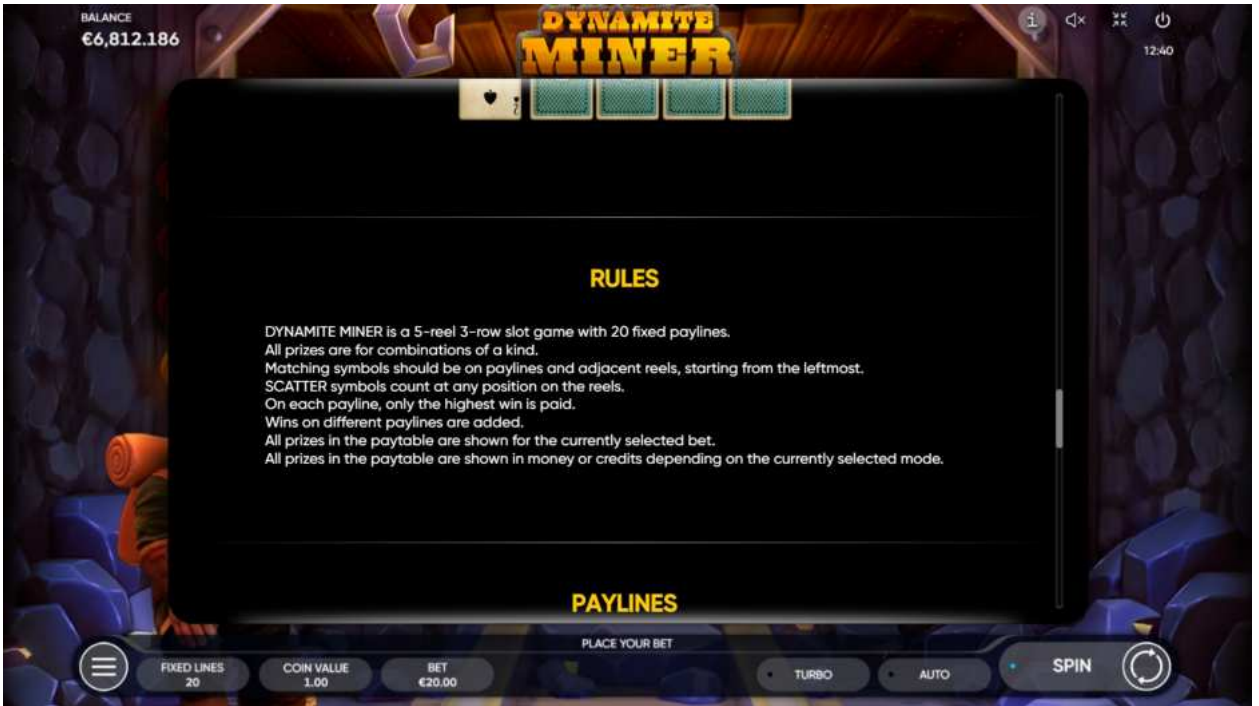 BALANCE
€6,812.186
DYNAMITE
MINER
12:40
RULES
DYNAMITE MINER is a 5-reel 3-row slot game with 20 fixed paylines.
All prizes are for combinations of a kind.
Matching symbols should be on paylines and adjacent reels, starting from the leftmost.
SCATTER symbols count at any position on the reels.
On each payline, only the highest win is paid.
Wins on different paylines are added.
All prizes in the paytable are shown for the currently selected bet.
All prizes in the paytable are shown in money or credits depending on the currently selected mode.
PAYLINES
PLACE YOUR BET
FIXED LINES
20
COIN VALUE
1.00
BET
€20.00
TURBO
AUTO
SPIN